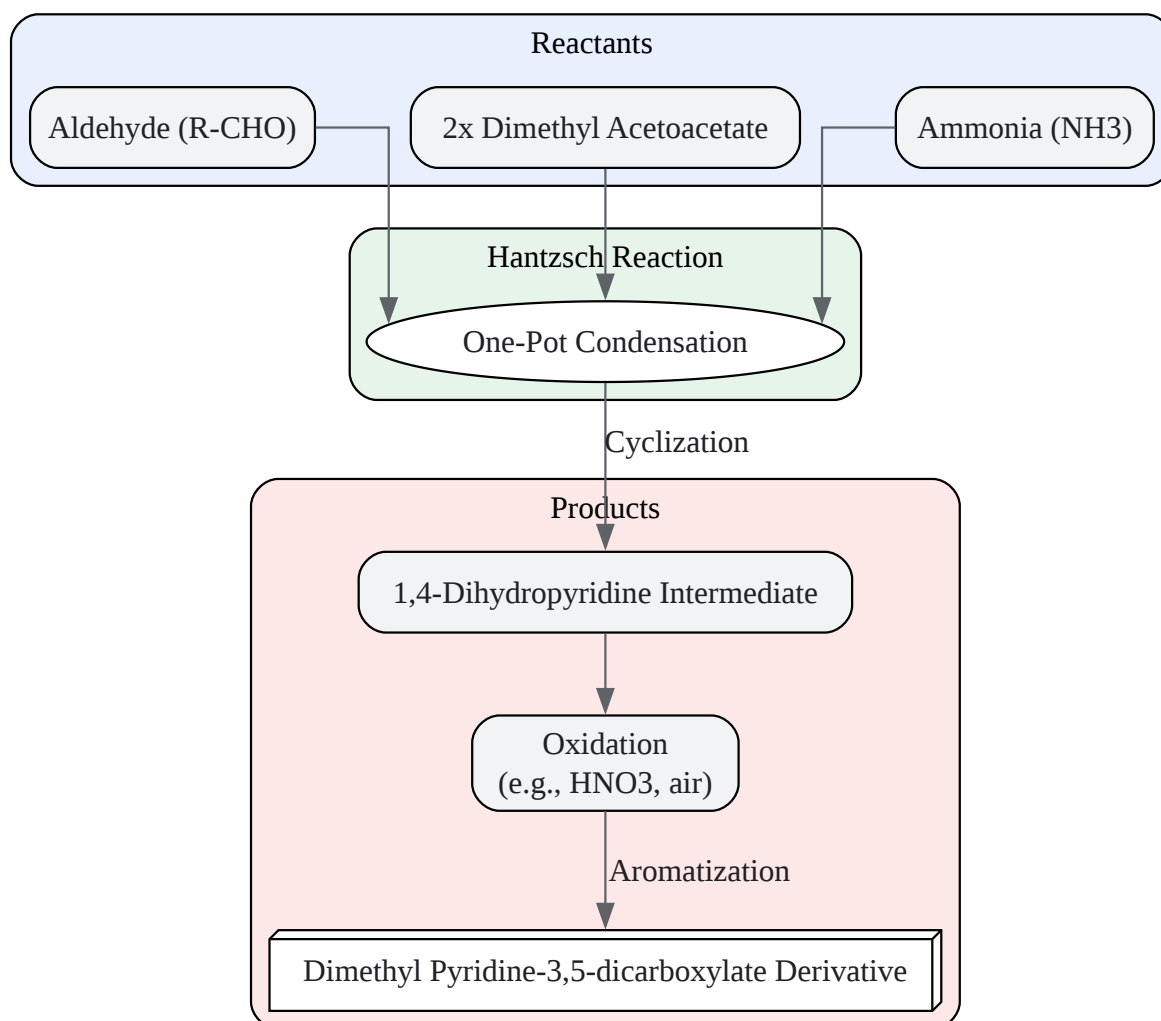 Reactants
Aldehyde (R-CHO)
2x Dimethyl Acetoacetate
Ammonia (NH3)
Hantzsch Reaction
One-Pot Condensation
Cyclization
Products
1,4-Dihydropyridine Intermediate
Oxidation
(e.g., HNO3, air)
Aromatization
Dimethyl Pyridine-3,5-dicarboxylate Derivative